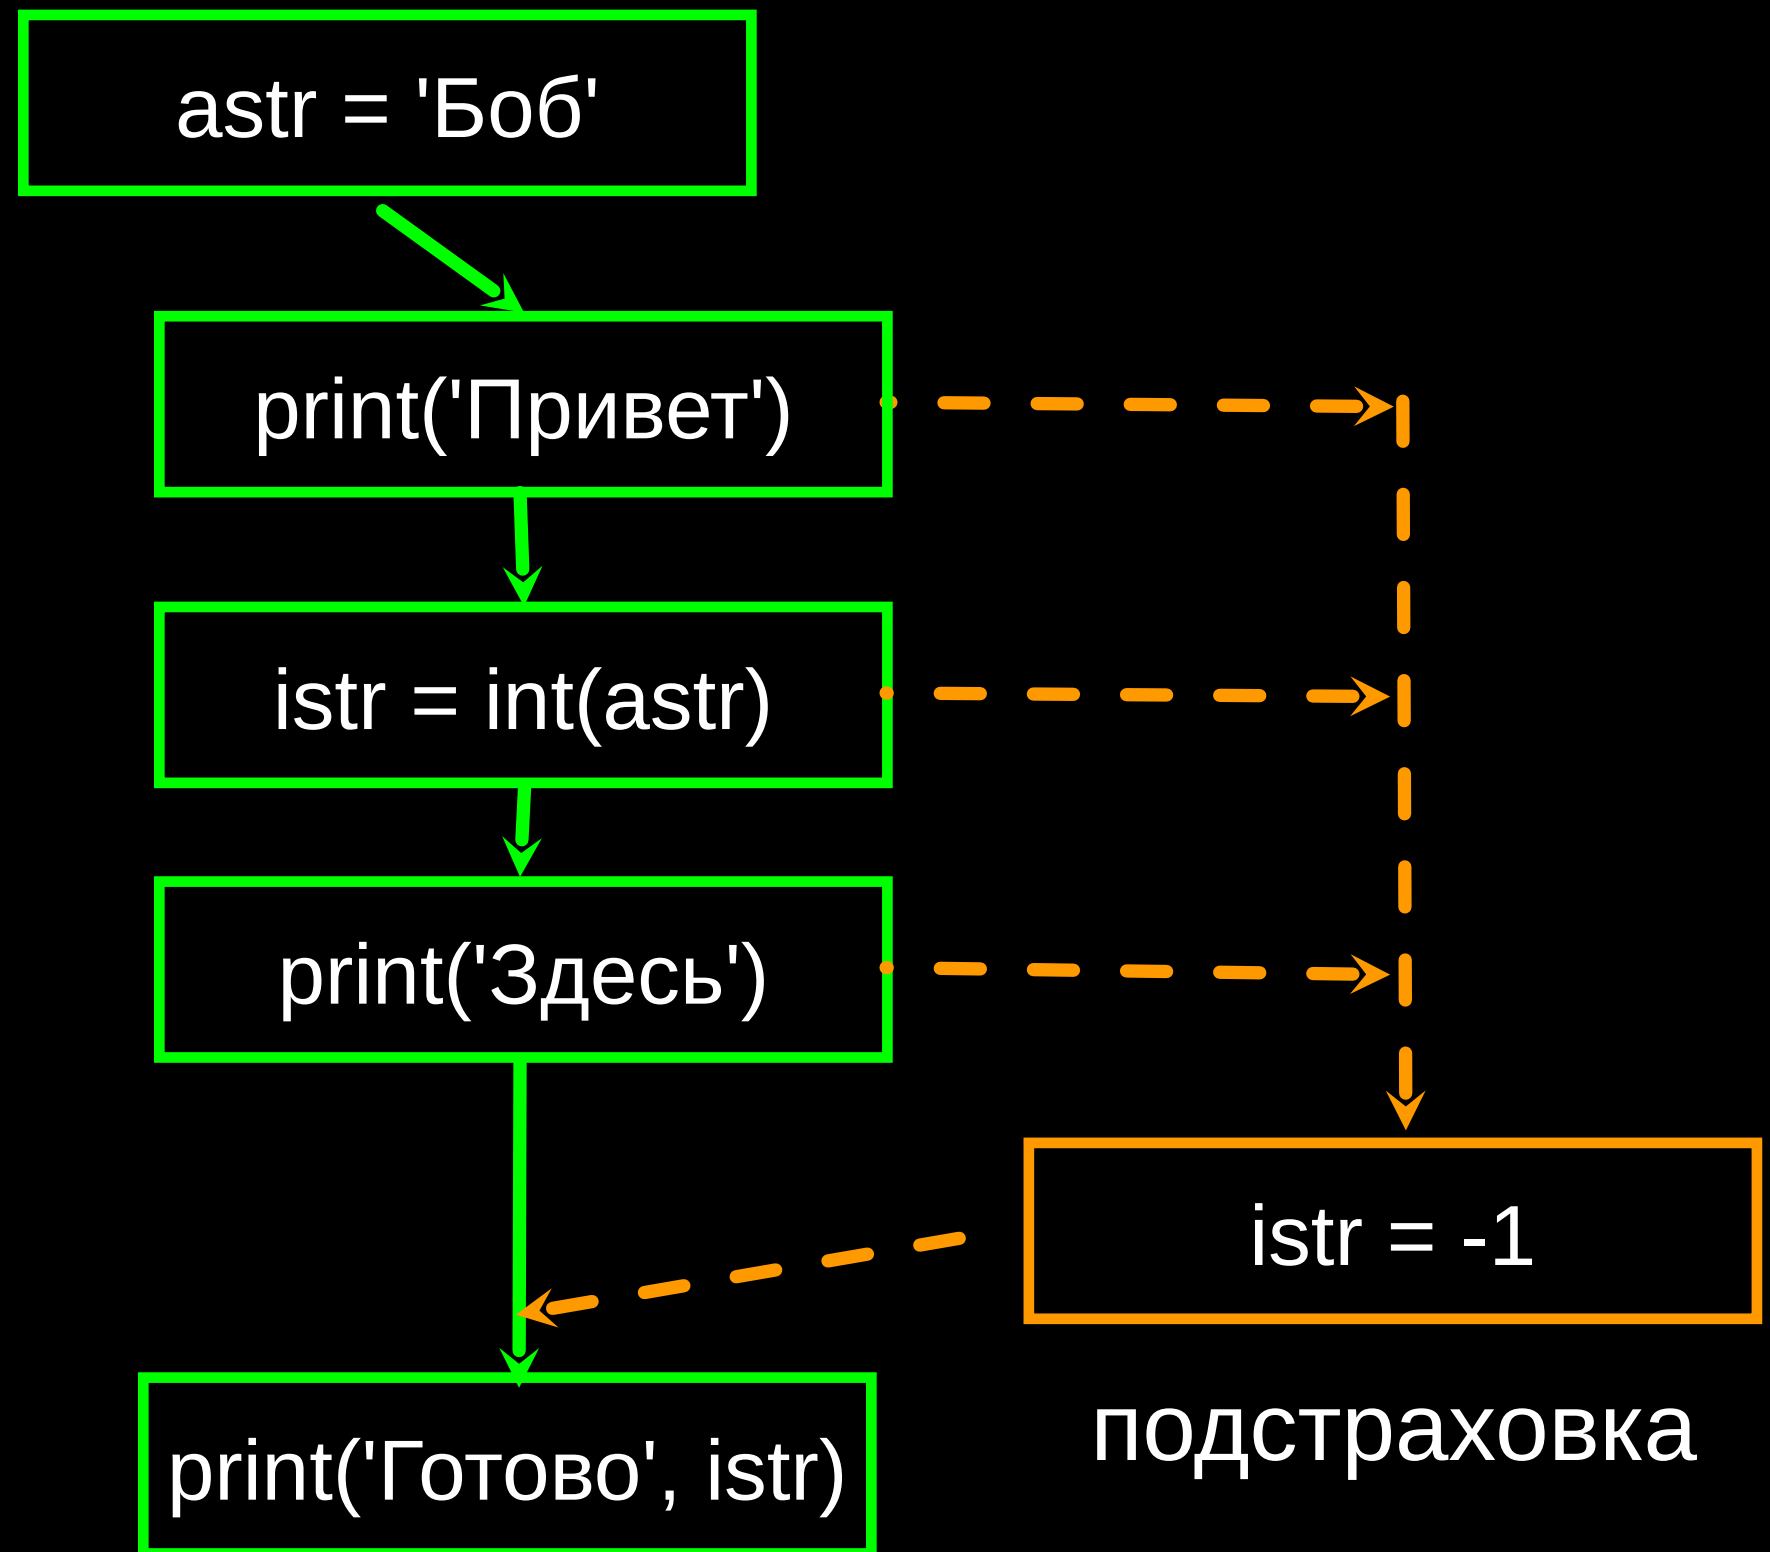 astr = 'Боб'
print('Привет')
istr = int(astr)
print('Здесь')
istr = -1
подстраховка
print('Готово', istr)